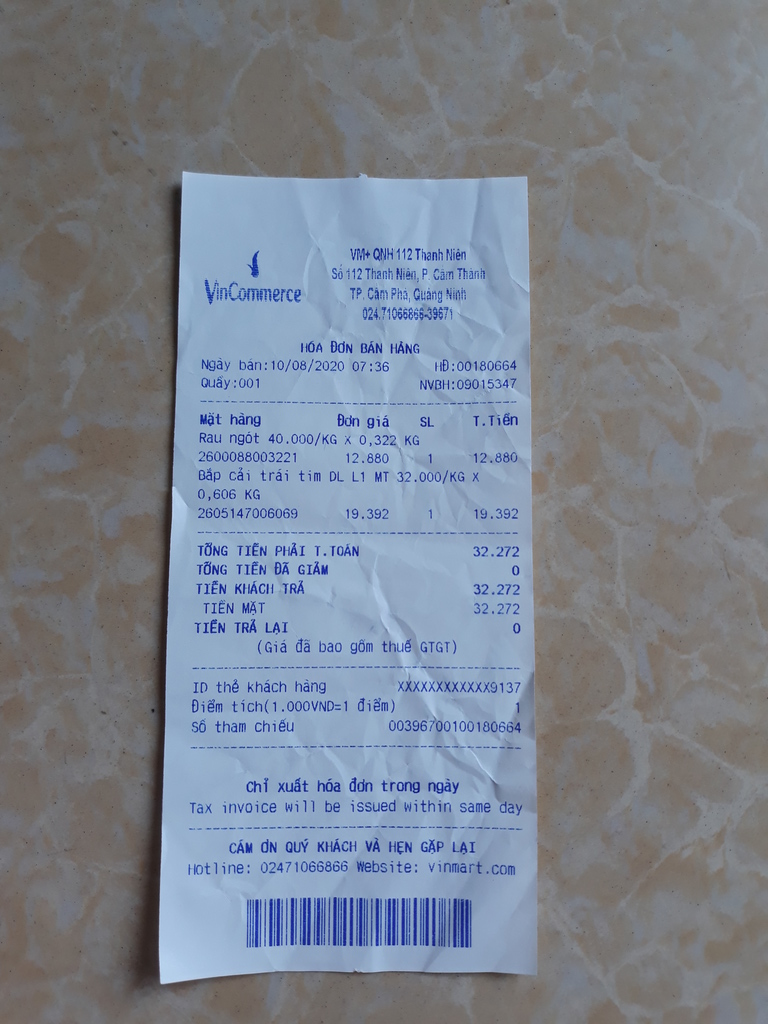 VinCommerce
VM+ QNH 112 Thanh Niên
Số 112 Thanh Niên, P. Cẩm Thành
TP. Cẩm Phả, Quảng Ninh
024.71066866-39671
HÓA ĐƠN BÁN HÀNG
Ngày bán:10/08/2020 07:36 HĐ:00180664
Quầy:001 NVBH:09015347
Mặt hàng Đơn giá SL T.Tiền
Rau ngót 40.000/KG X 0,322 KG
2600088003221 12.880 1 12.880
Bắp cải trái tim DL L1 MT 32.000/KG X
0,606 KG
2605147006069 19.392 1 19.392
TỔNG TIỀN PHẢI T.TOÁN 32.272
TỔNG TIỀN ĐÃ GIẢM 0
TIỀN KHÁCH TRẢ 32.272
TIỀN MẶT 32.272
TIỀN TRẢ LẠI 0
(Giá đã bao gồm thuế GTGT)
ID thẻ khách hàng XXXXXXXXXXXX9137
Điểm tích(1.000VND=1 điểm) 1
Số tham chiếu 00396700100180664
Chỉ xuất hóa đơn trong ngày
Tax invoice will be issued within same day
CẢM ƠN QUÝ KHÁCH VÀ HẸN GẶP LẠI
Hotline: 02471066866 Website: vinmart.com